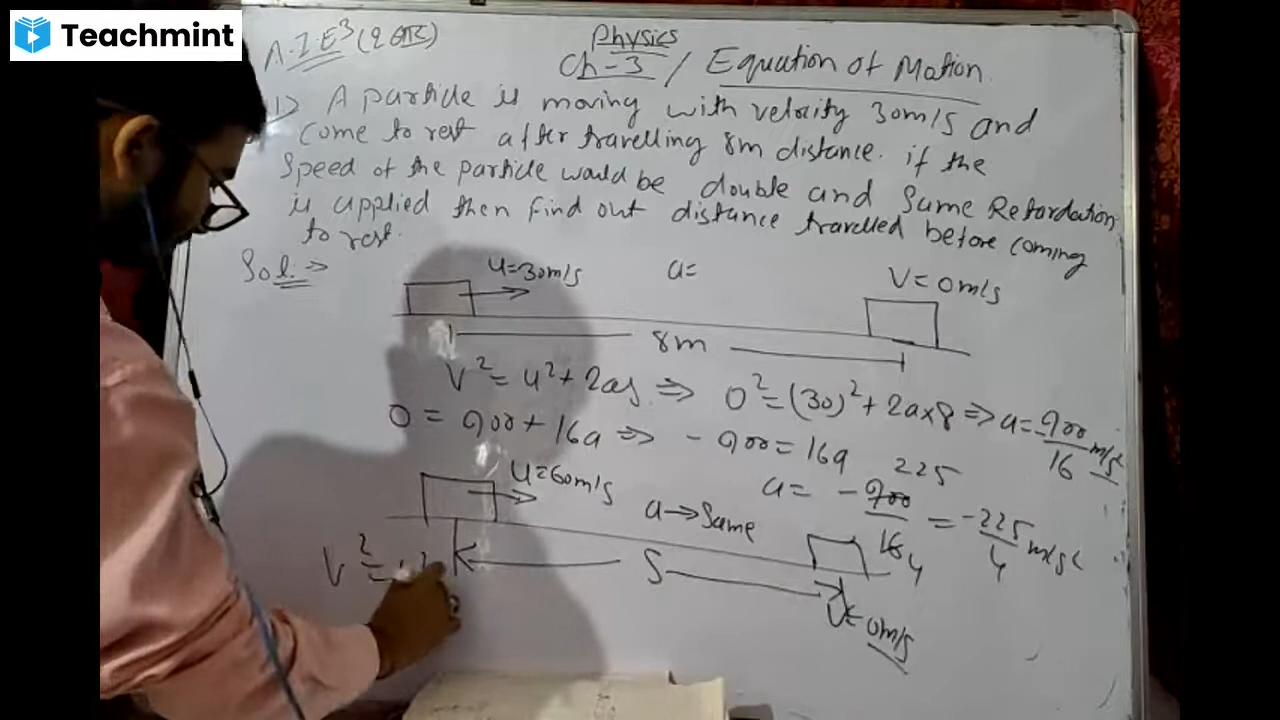 Teachmint
A.I.E³
Physics
Ch-3 / Equation of Motion
1) A particle is moving with velocity 30m/s and
Come to rest after travelling 8m distance. if the
Speed of the particle would be double and Same Retardation
is applied then find out distance travelled before coming
to rest.
Sol. ⇒
u=30m/s a= V=0m/s
8m
V²= u²+2as ⇒ 0²=(30)²+2a×8 ⇒ a=-900/16 m/s²
0 = 900+ 16a ⇒ - 900= 16a
a= - 900/16 225/4 = -225/4 m/s²
u=60m/s a→Same
S
V=0m/s
V²=